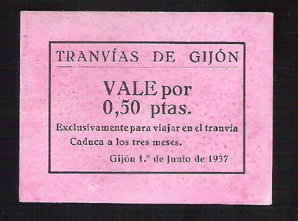 TRANVÍAS DE GIJÓN
VALE por
0,50 ptas.
Exclusivamente para viajar en el tranvía
Caduca a los tres meses.
Gijón 1.º de junio de 1937